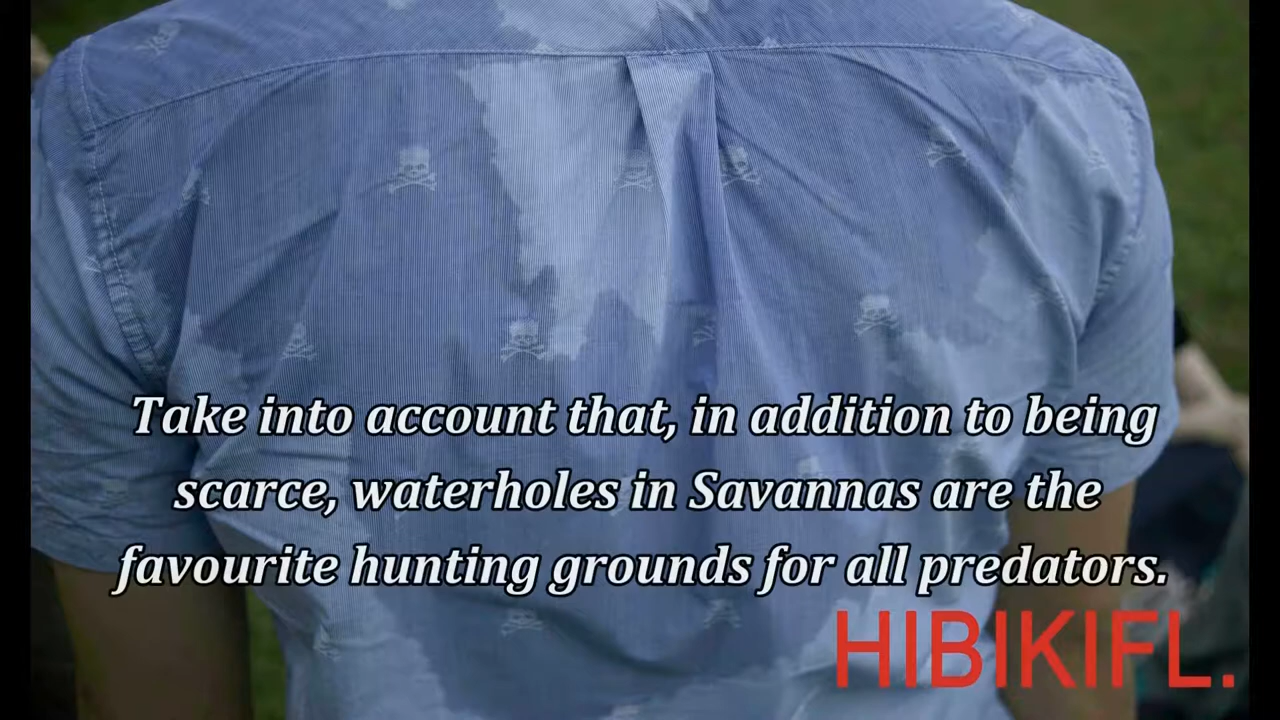 Take into account that, in addition to being
scarce, waterholes in Savannas are the
favourite hunting grounds for all predators.
HIBIKIFL.